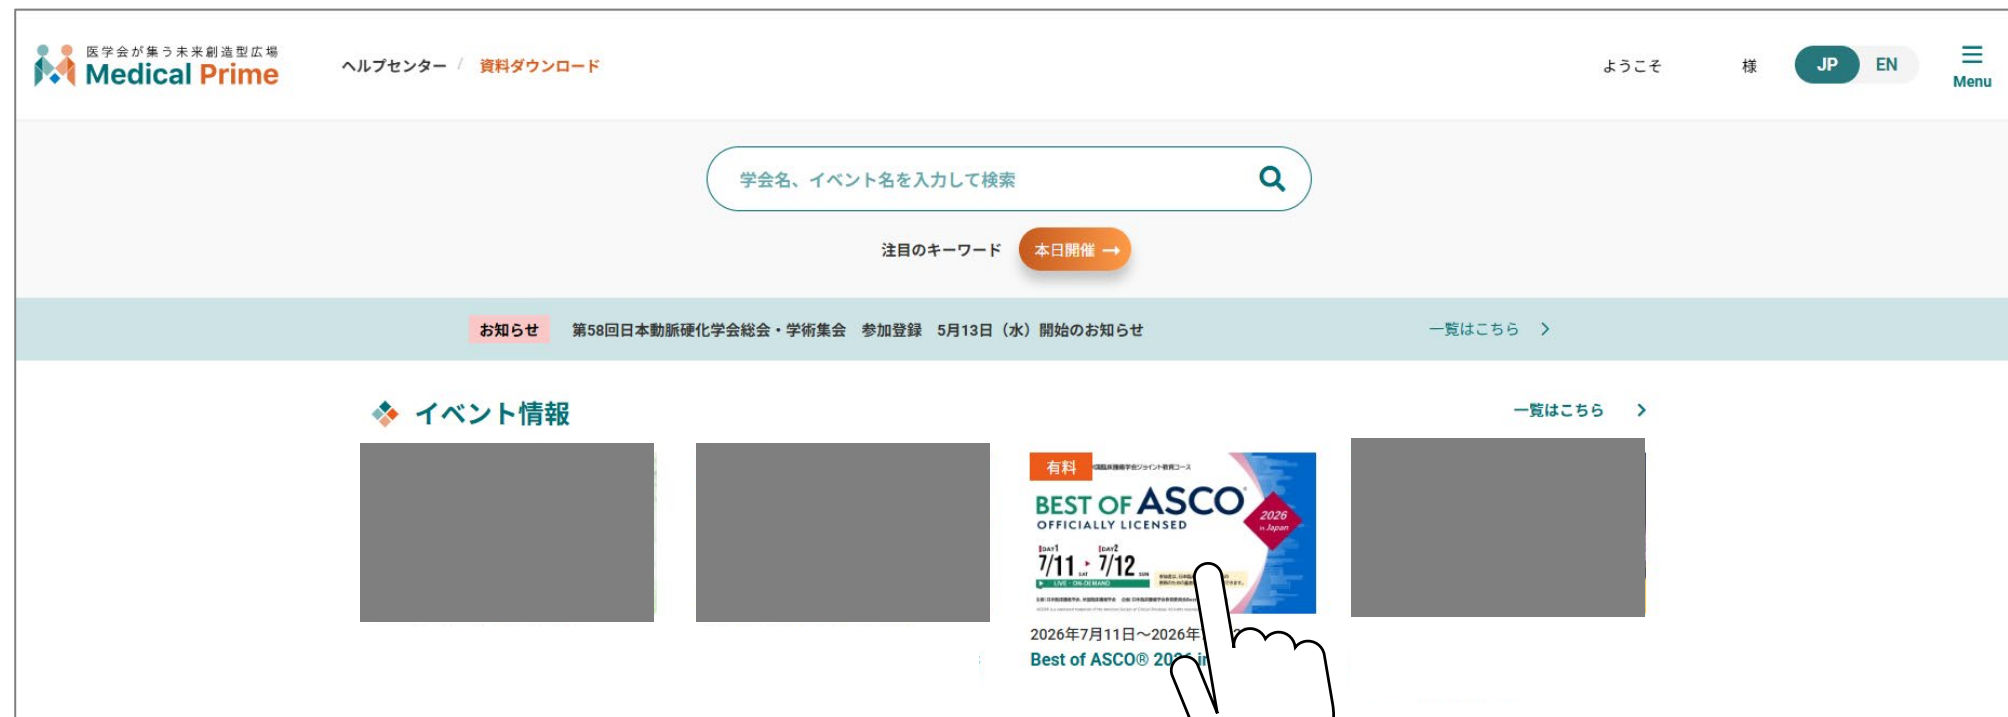 医学会が集う未来創造型広場
Medical Prime
ヘルプセンター / 資料ダウンロード
ようこそ 様
JP EN
Menu
学会名、イベント名を入力して検索
注目のキーワード 本日開催 →
お知らせ 第58回日本動脈硬化学会総会・学術集会 参加登録 5月13日（水）開始のお知らせ 一覧はこちら
イベント情報 一覧はこちら
有料
BEST OF ASCO®
OFFICIALLY LICENSED
2026
in Japan
DAY1 DAY2
7/11 SAT 7/12 SUN
LIVE・ON-DEMAND
2026年7月11日～2026年
Best of ASCO® 2026 in